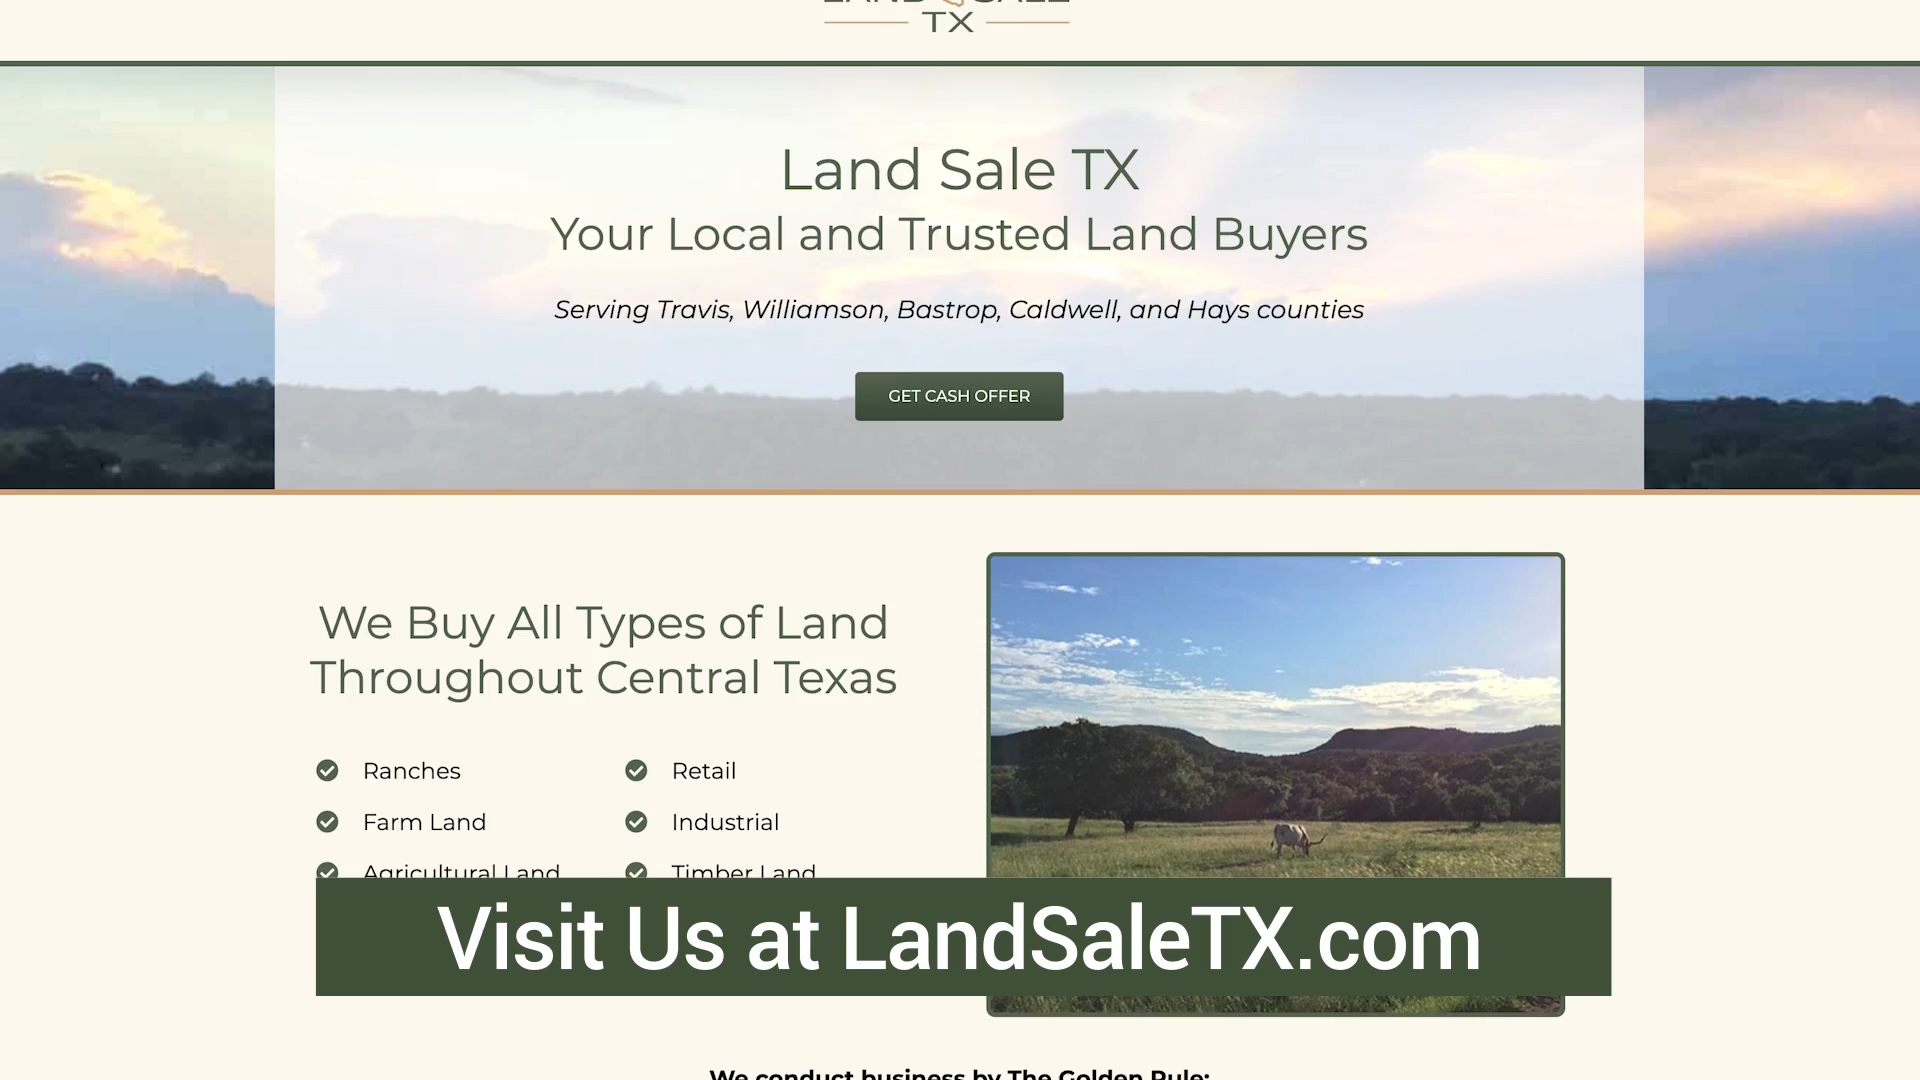 LAND SALE
TX
Land Sale TX
Your Local and Trusted Land Buyers
Serving Travis, Williamson, Bastrop, Caldwell, and Hays counties
GET CASH OFFER
We Buy All Types of Land
Throughout Central Texas
Ranches
Retail
Farm Land
Industrial
Agricultural Land
Timber Land
Visit Us at LandSaleTX.com
We conduct business by The Golden Rule: